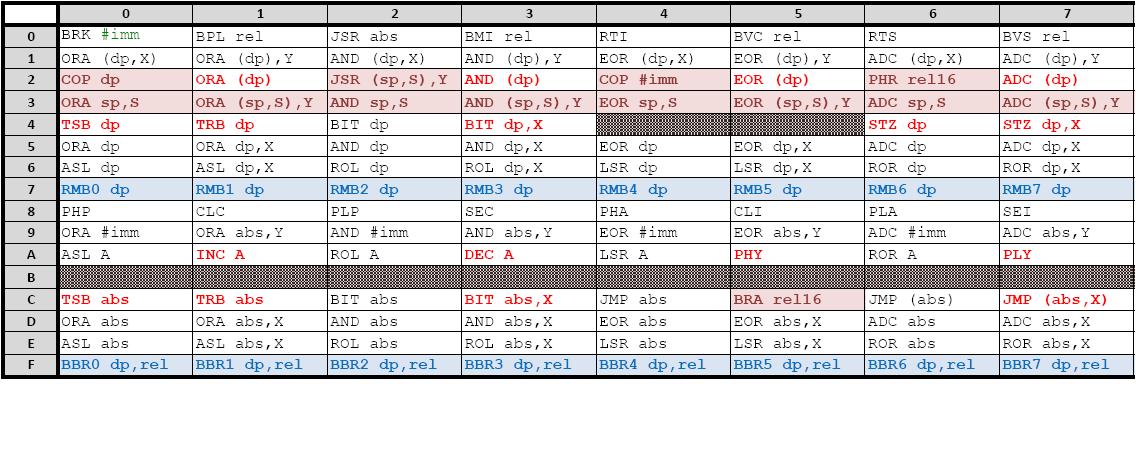 0 1 2 3 4 5 6 7
0 BRK #imm BPL rel JSR abs BMI rel RTI BVC rel RTS BVS rel
1 ORA (dp,X) ORA (dp),Y AND (dp,X) AND (dp),Y EOR (dp,X) EOR (dp),Y ADC (dp,X) ADC (dp),Y
2 COP dp ORA (dp) JSR (sp,S),Y AND (dp) COP #imm EOR (dp) PHR rel16 ADC (dp)
3 ORA sp,S ORA (sp,S),Y AND sp,S AND (sp,S),Y EOR sp,S EOR (sp,S),Y ADC sp,S ADC (sp,S),Y
4 TSB dp TRB dp BIT dp BIT dp,X STZ dp STZ dp,X
5 ORA dp ORA dp,X AND dp AND dp,X EOR dp EOR dp,X ADC dp ADC dp,X
6 ASL dp ASL dp,X ROL dp ROL dp,X LSR dp LSR dp,X ROR dp ROR dp,X
7 RMB0 dp RMB1 dp RMB2 dp RMB3 dp RMB4 dp RMB5 dp RMB6 dp RMB7 dp
8 PHP CLC PLP SEC PHA CLI PLA SEI
9 ORA #imm ORA abs,Y AND #imm AND abs,Y EOR #imm EOR abs,Y ADC #imm ADC abs,Y
A ASL A INC A ROL A DEC A LSR A PHY ROR A PLY
B
C TSB abs TRB abs BIT abs BIT abs,X JMP abs BRA rel16 JMP (abs) JMP (abs,X)
D ORA abs ORA abs,X AND abs AND abs,X EOR abs EOR abs,X ADC abs ADC abs,X
E ASL abs ASL abs,X ROL abs ROL abs,X LSR abs LSR abs,X ROR abs ROR abs,X
F BBR0 dp,rel BBR1 dp,rel BBR2 dp,rel BBR3 dp,rel BBR4 dp,rel BBR5 dp,rel BBR6 dp,rel BBR7 dp,rel